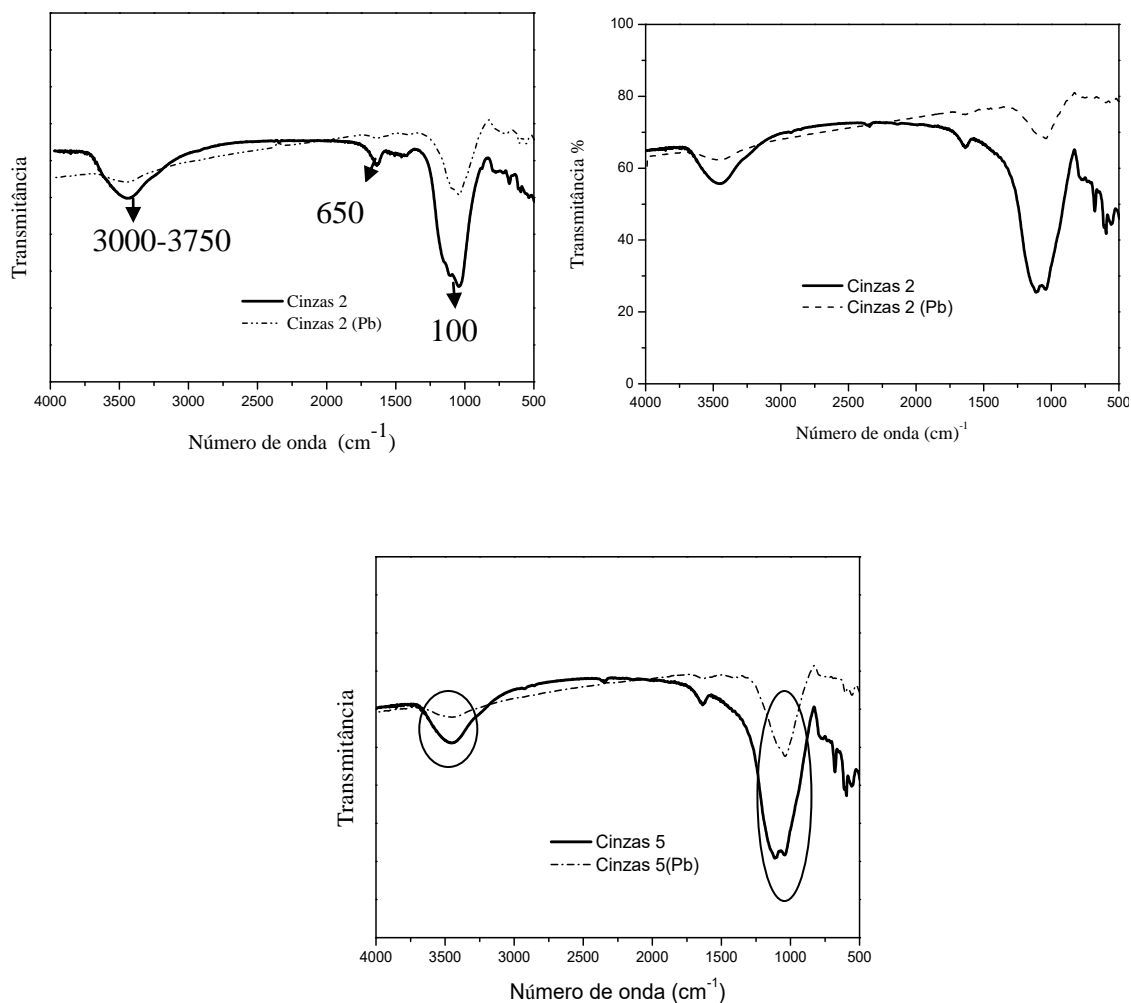 Transmitância
3000-3750
650
100
Cinzas 2
Cinzas 2 (Pb)
4000 3500 3000 2500 2000 1500 1000 500
Número de onda (cm-1)
Transmitância %
100
80
60
40
20
0
Cinzas 2
Cinzas 2 (Pb)
4000 3500 3000 2500 2000 1500 1000 500
Número de onda (cm)-1
Transmitância
Cinzas 5
Cinzas 5(Pb)
4000 3500 3000 2500 2000 1500 1000 500
Número de onda (cm-1)